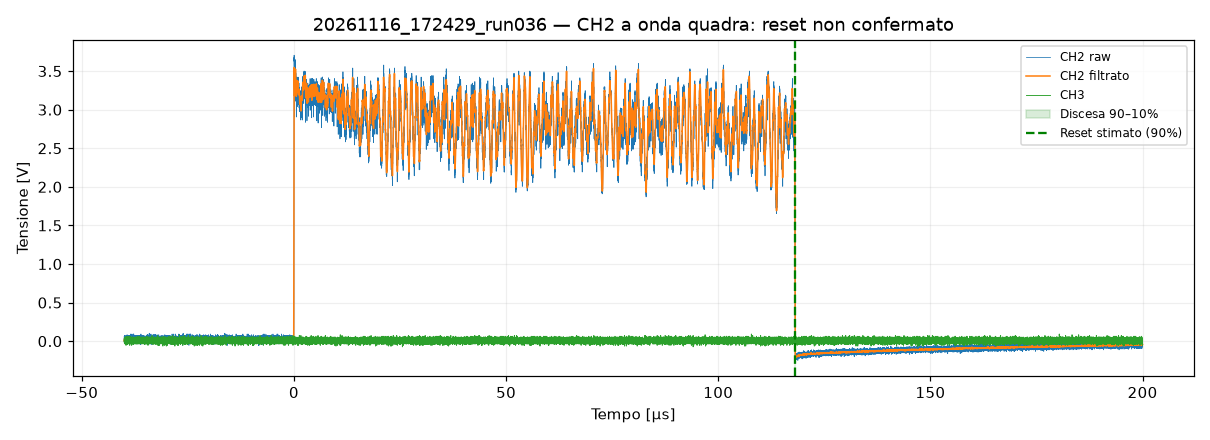 20261116_172429_run036 — CH2 a onda quadra: reset non confermato
Tensione [V]
3.5
3.0
2.5
2.0
1.5
1.0
0.5
0.0
CH2 raw
CH2 filtrato
CH3
Discesa 90–10%
Reset stimato (90%)
−50
0
50
100
150
200
Tempo [μs]